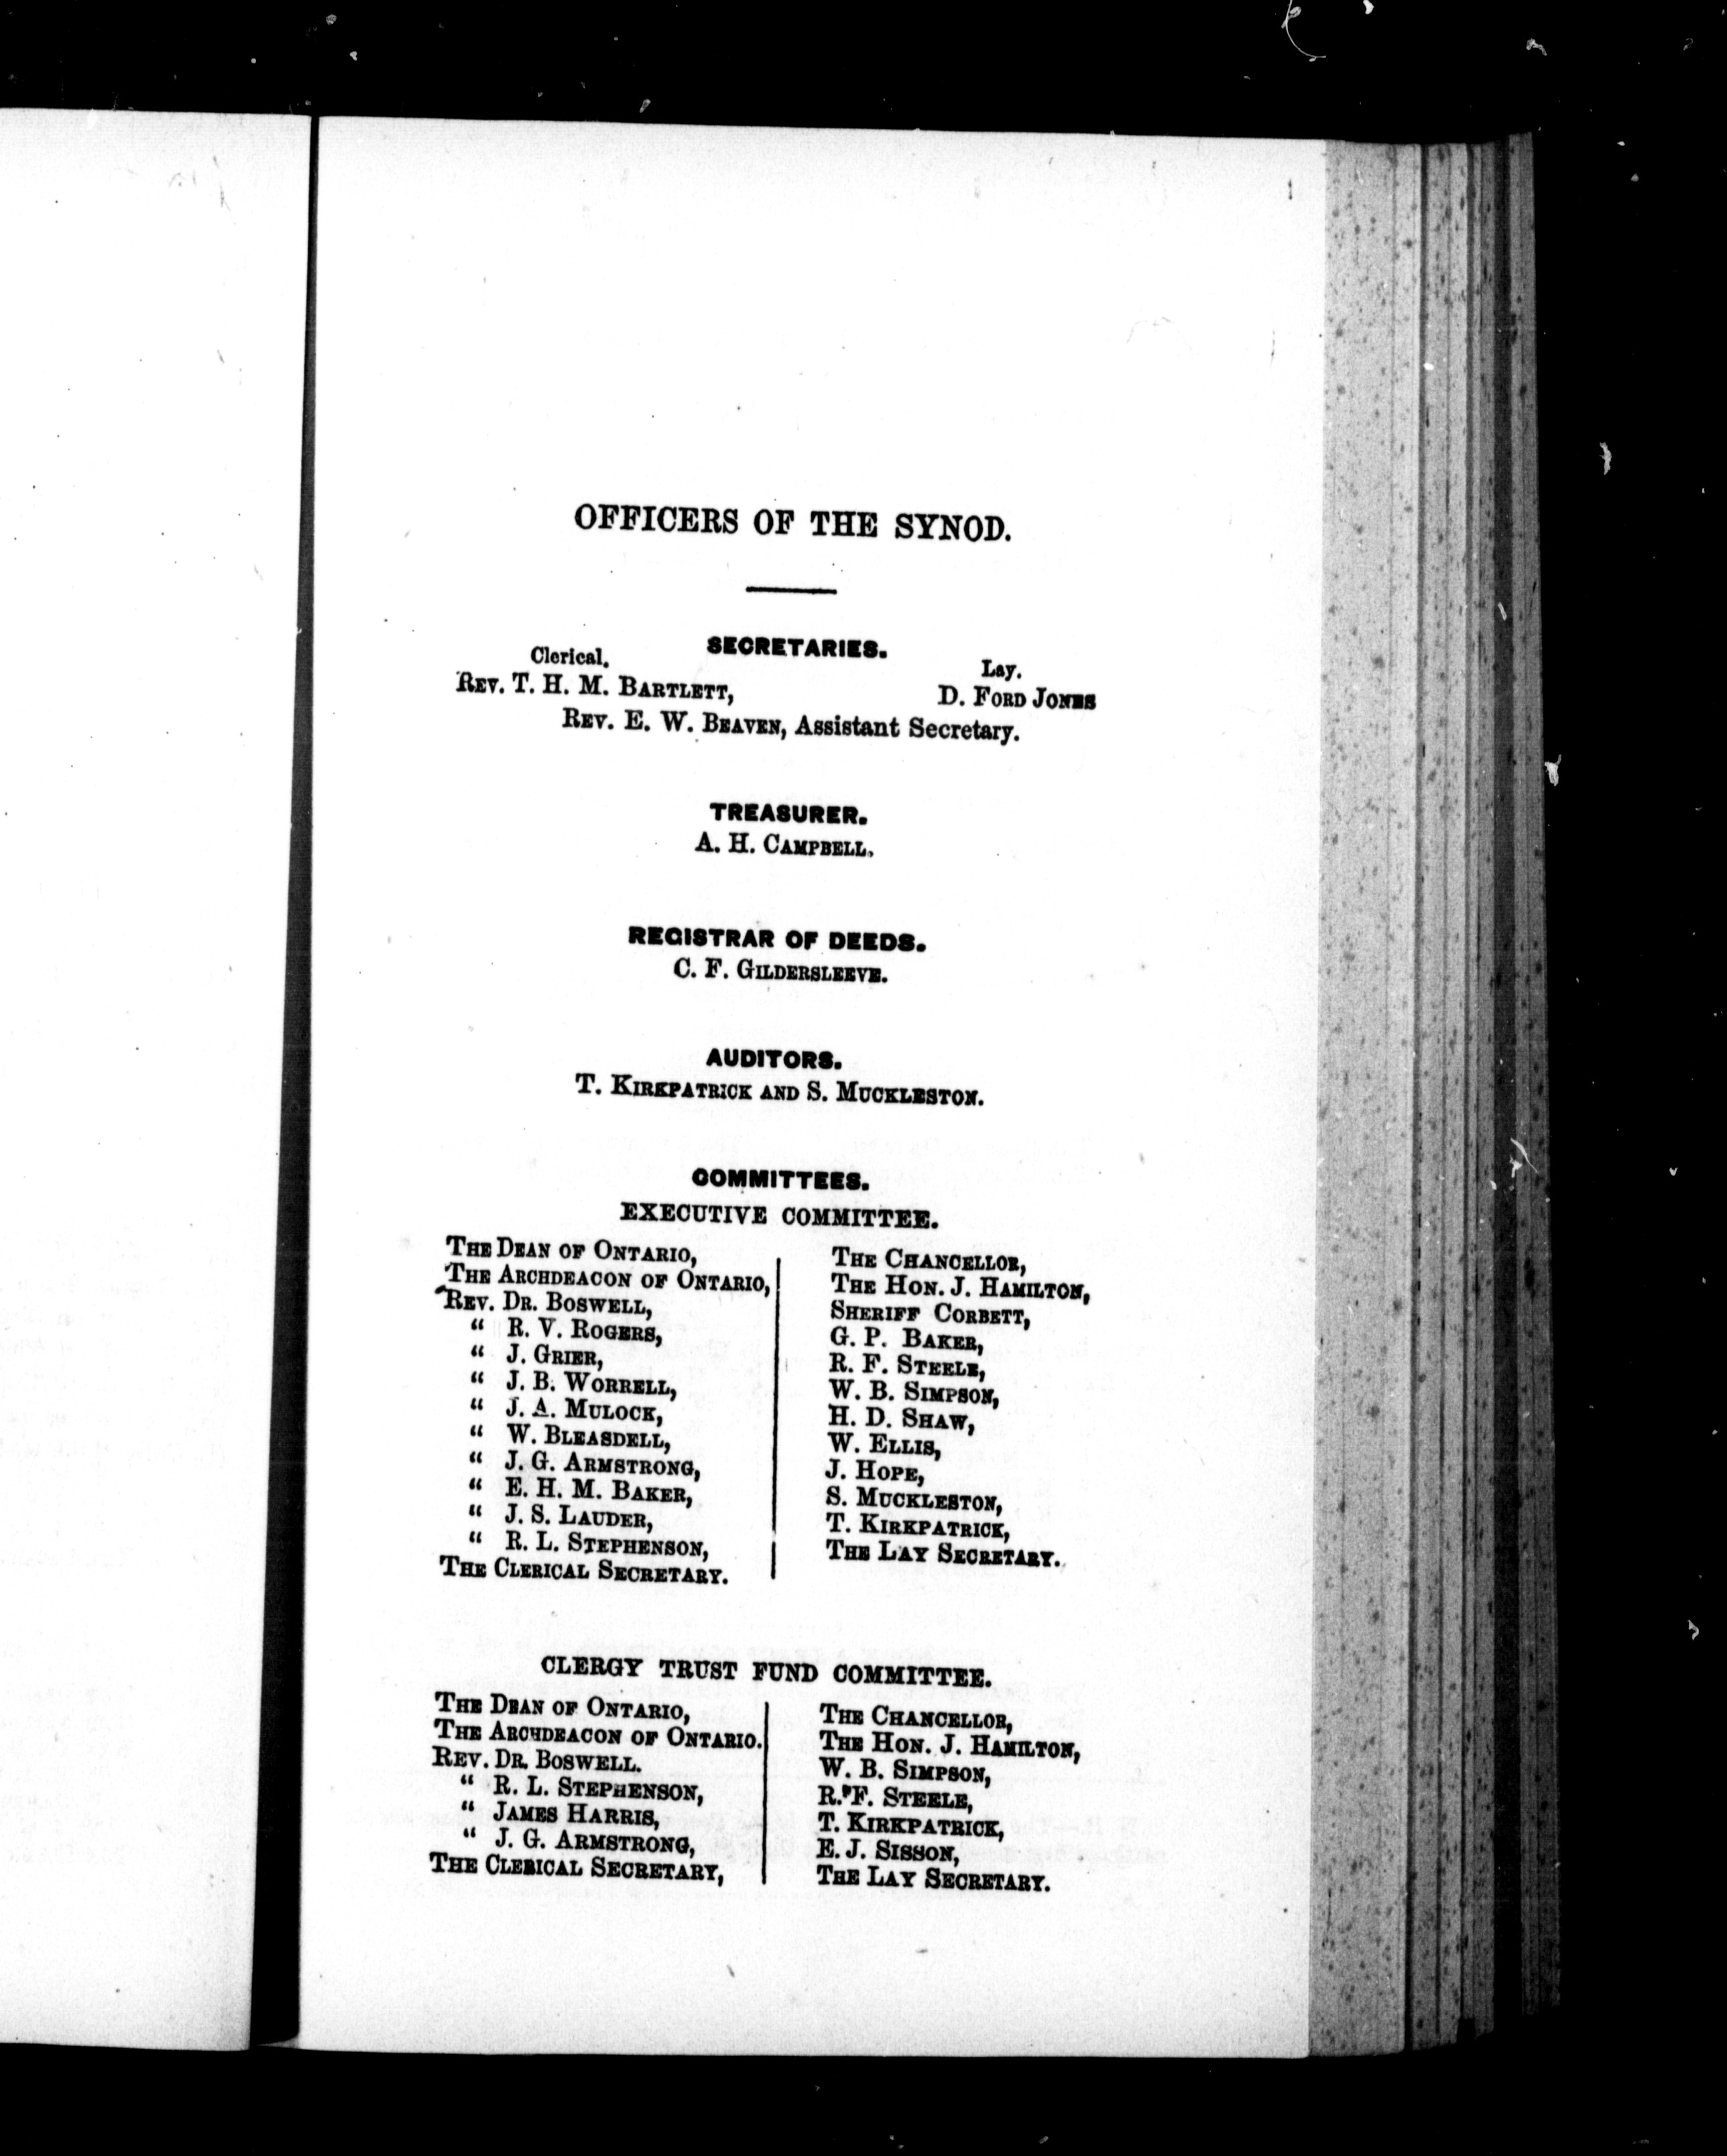 OFFICERS OF THE SYNOD.
SECRETARIES.
Clerical.
Lay.
REV. T. H. M. BARTLETT,
D. FORD JONES
REV. E. W. BEAVEN, Assistant Secretary.
TREASURER.
A. H. CAMPBELL,
REGISTRAR OF DEEDS.
C. F. GILDERSLEEVE.
AUDITORS.
T. KIRKPATRICK AND S. MUCKLESTON.
COMMITTEES.
EXECUTIVE COMMITTEE.
THE DEAN OF ONTARIO,
THE ARCHDEACON OF ONTARIO,
REV. DR. BOSWELL,
“ R. V. ROGERS,
“ J. GRIER,
“ J. B. WORRELL,
“ J. A. MULOCK,
“ W. BLEASDELL,
“ J. G. ARMSTRONG,
“ E. H. M. BAKER,
“ J. S. LAUDER,
“ R. L. STEPHENSON,
THE CLERICAL SECRETARY.
THE CHANCELLOR,
THE HON. J. HAMILTON,
SHERIFF CORBETT,
G. P. BAKER,
R. F. STEELE,
W. B. SIMPSON,
H. D. SHAW,
W. ELLIS,
J. HOPE,
S. MUCKLESTON,
T. KIRKPATRICK,
THE LAY SECRETARY.
CLERGY TRUST FUND COMMITTEE.
THE DEAN OF ONTARIO,
THE ARCHDEACON OF ONTARIO.
REV. DR. BOSWELL.
“ R. L. STEPHENSON,
“ JAMES HARRIS,
“ J. G. ARMSTRONG,
THE CLERICAL SECRETARY,
THE CHANCELLOR,
THE HON. J. HAMILTON,
W. B. SIMPSON,
R. F. STEELE,
T. KIRKPATRICK,
E. J. SISSON,
THE LAY SECRETARY.